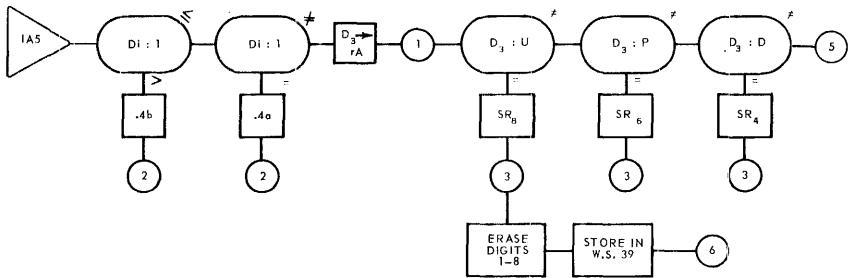 IA5
Di : 1
≤
Di : 1
≠
D3 →
rA
1
D3 : U
≠
D3 : P
≠
D3 : D
≠
5
>
=
=
=
=
.4b
.4a
SR8
SR6
SR4
2
2
3
3
3
ERASE
DIGITS
1-8
STORE IN
W.S. 39
6